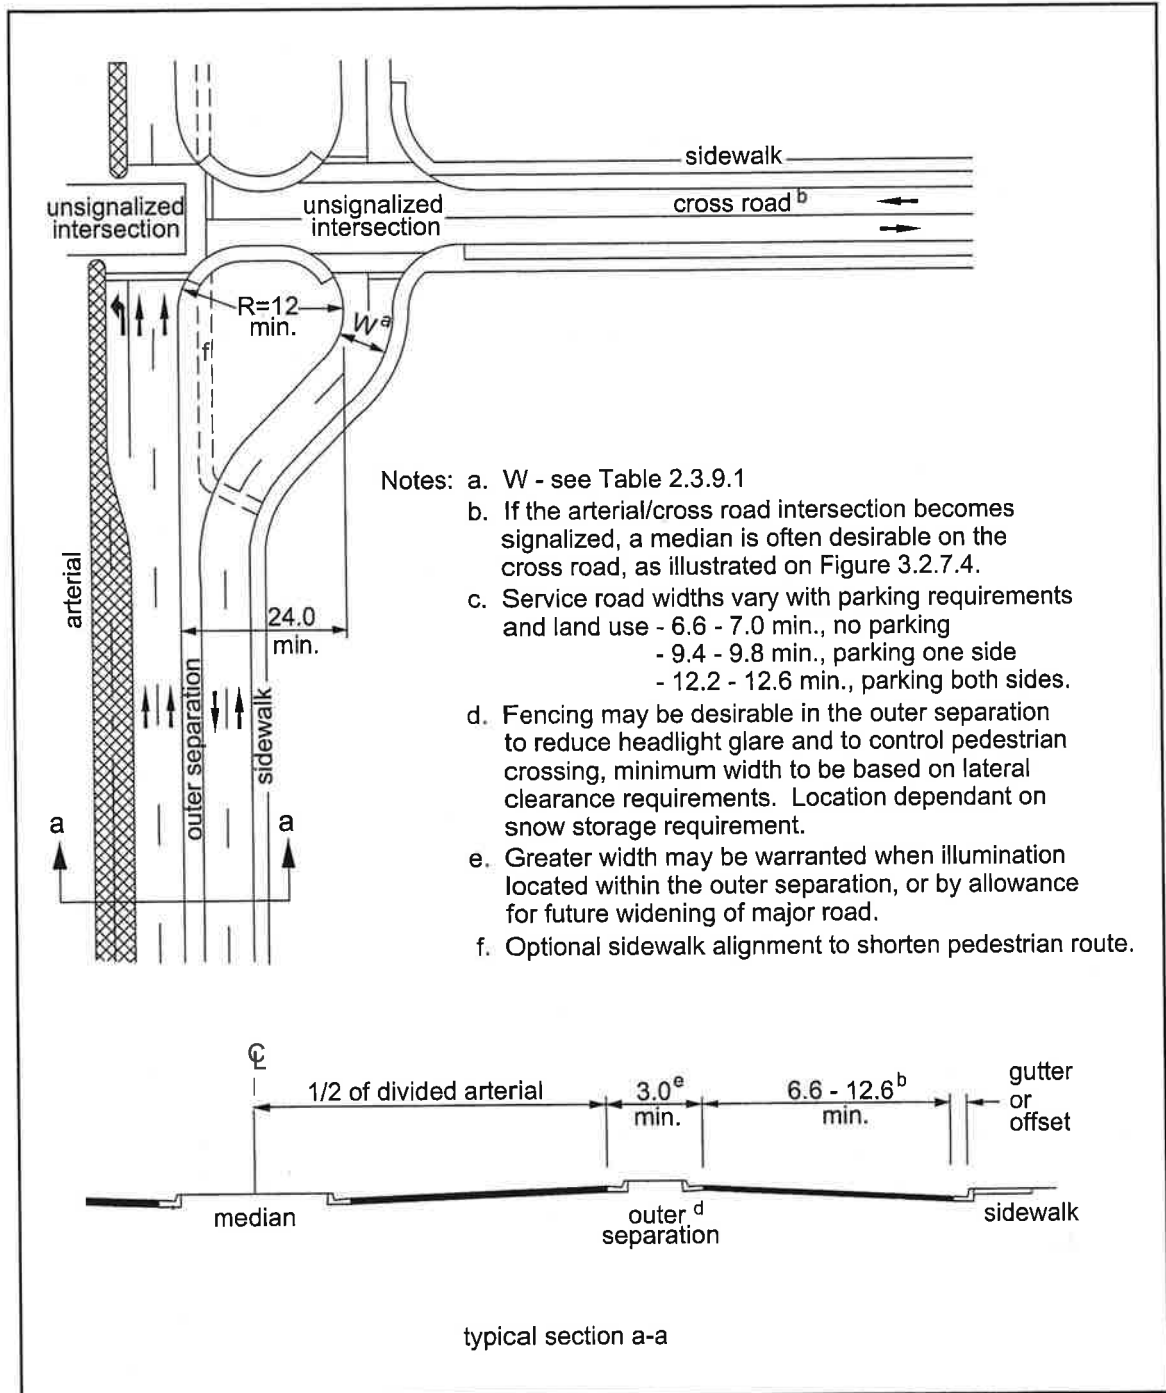 sidewalk
unsignalized
intersection
unsignalized
intersection
cross road b
R=12
min.
W a
f
Notes: a. W - see Table 2.3.9.1
b. If the arterial/cross road intersection becomes
signalized, a median is often desirable on the
cross road, as illustrated on Figure 3.2.7.4.
c. Service road widths vary with parking requirements
and land use - 6.6 - 7.0 min., no parking
- 9.4 - 9.8 min., parking one side
- 12.2 - 12.6 min., parking both sides.
d. Fencing may be desirable in the outer separation
to reduce headlight glare and to control pedestrian
crossing, minimum width to be based on lateral
clearance requirements. Location dependant on
snow storage requirement.
e. Greater width may be warranted when illumination
located within the outer separation, or by allowance
for future widening of major road.
f. Optional sidewalk alignment to shorten pedestrian route.
arterial
24.0
min.
outer separation
sidewalk
a
a
℄
1/2 of divided arterial
3.0 e
min.
6.6 - 12.6 b
min.
gutter
or
offset
median
outer d
separation
sidewalk
typical section a-a